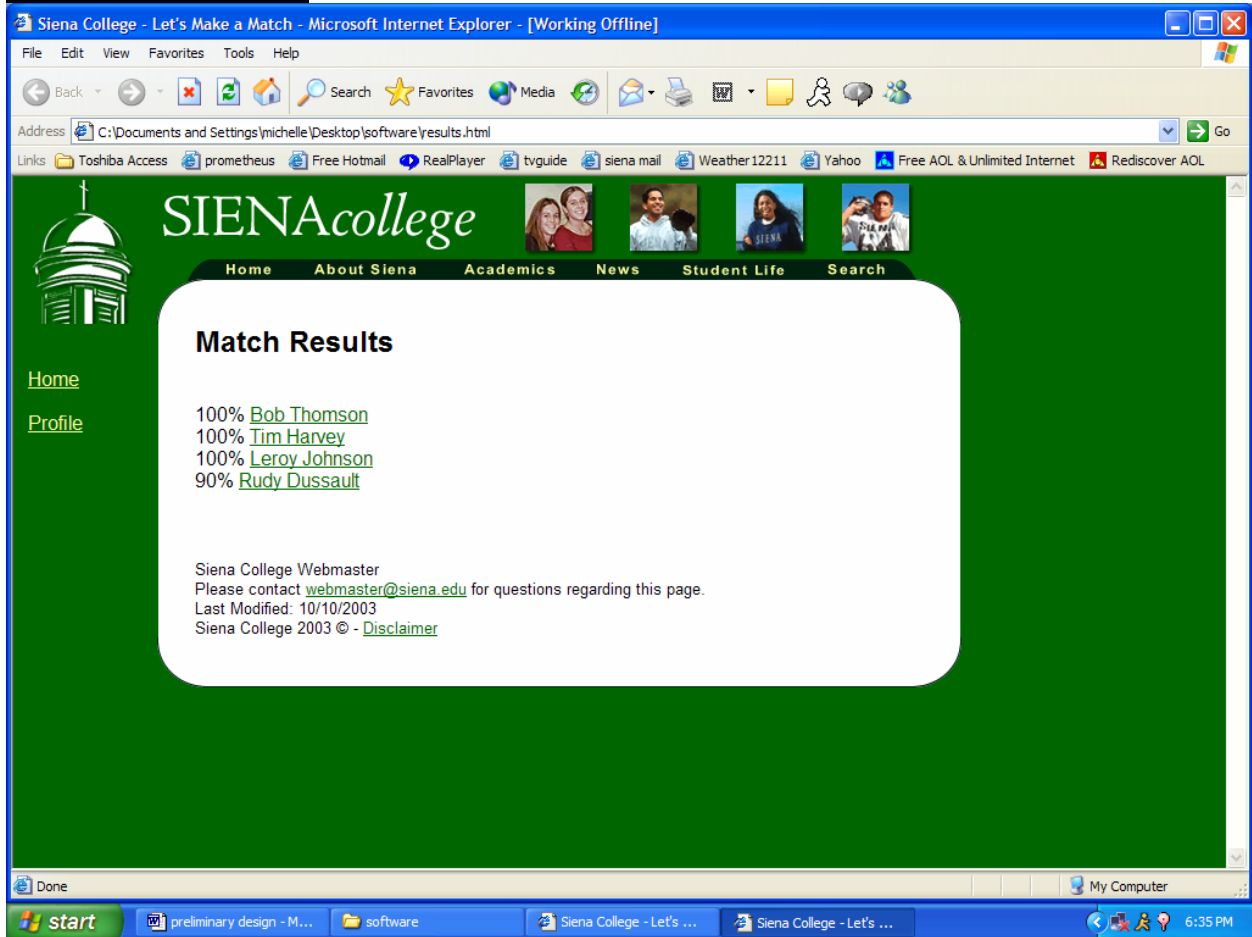 Siena College - Let's Make a Match - Microsoft Internet Explorer - [Working Offline]
File Edit View Favorites Tools Help
Back Search Favorites Media
Address C:\Documents and Settings\michelle\Desktop\software\results.html Go
Links Toshiba Access prometheus Free Hotmail RealPlayer tvguide siena mail Weather12211 Yahoo Free AOL & Unlimited Internet Rediscover AOL
SIENAcollege
Home About Siena Academics News Student Life Search
Match Results
Home
Profile
100% Bob Thomson
100% Tim Harvey
100% Leroy Johnson
90% Rudy Dussault
Siena College Webmaster
Please contact webmaster@siena.edu for questions regarding this page.
Last Modified: 10/10/2003
Siena College 2003 © - Disclaimer
Done My Computer
start preliminary design - M... software Siena College - Let's ... Siena College - Let's ... 6:35 PM